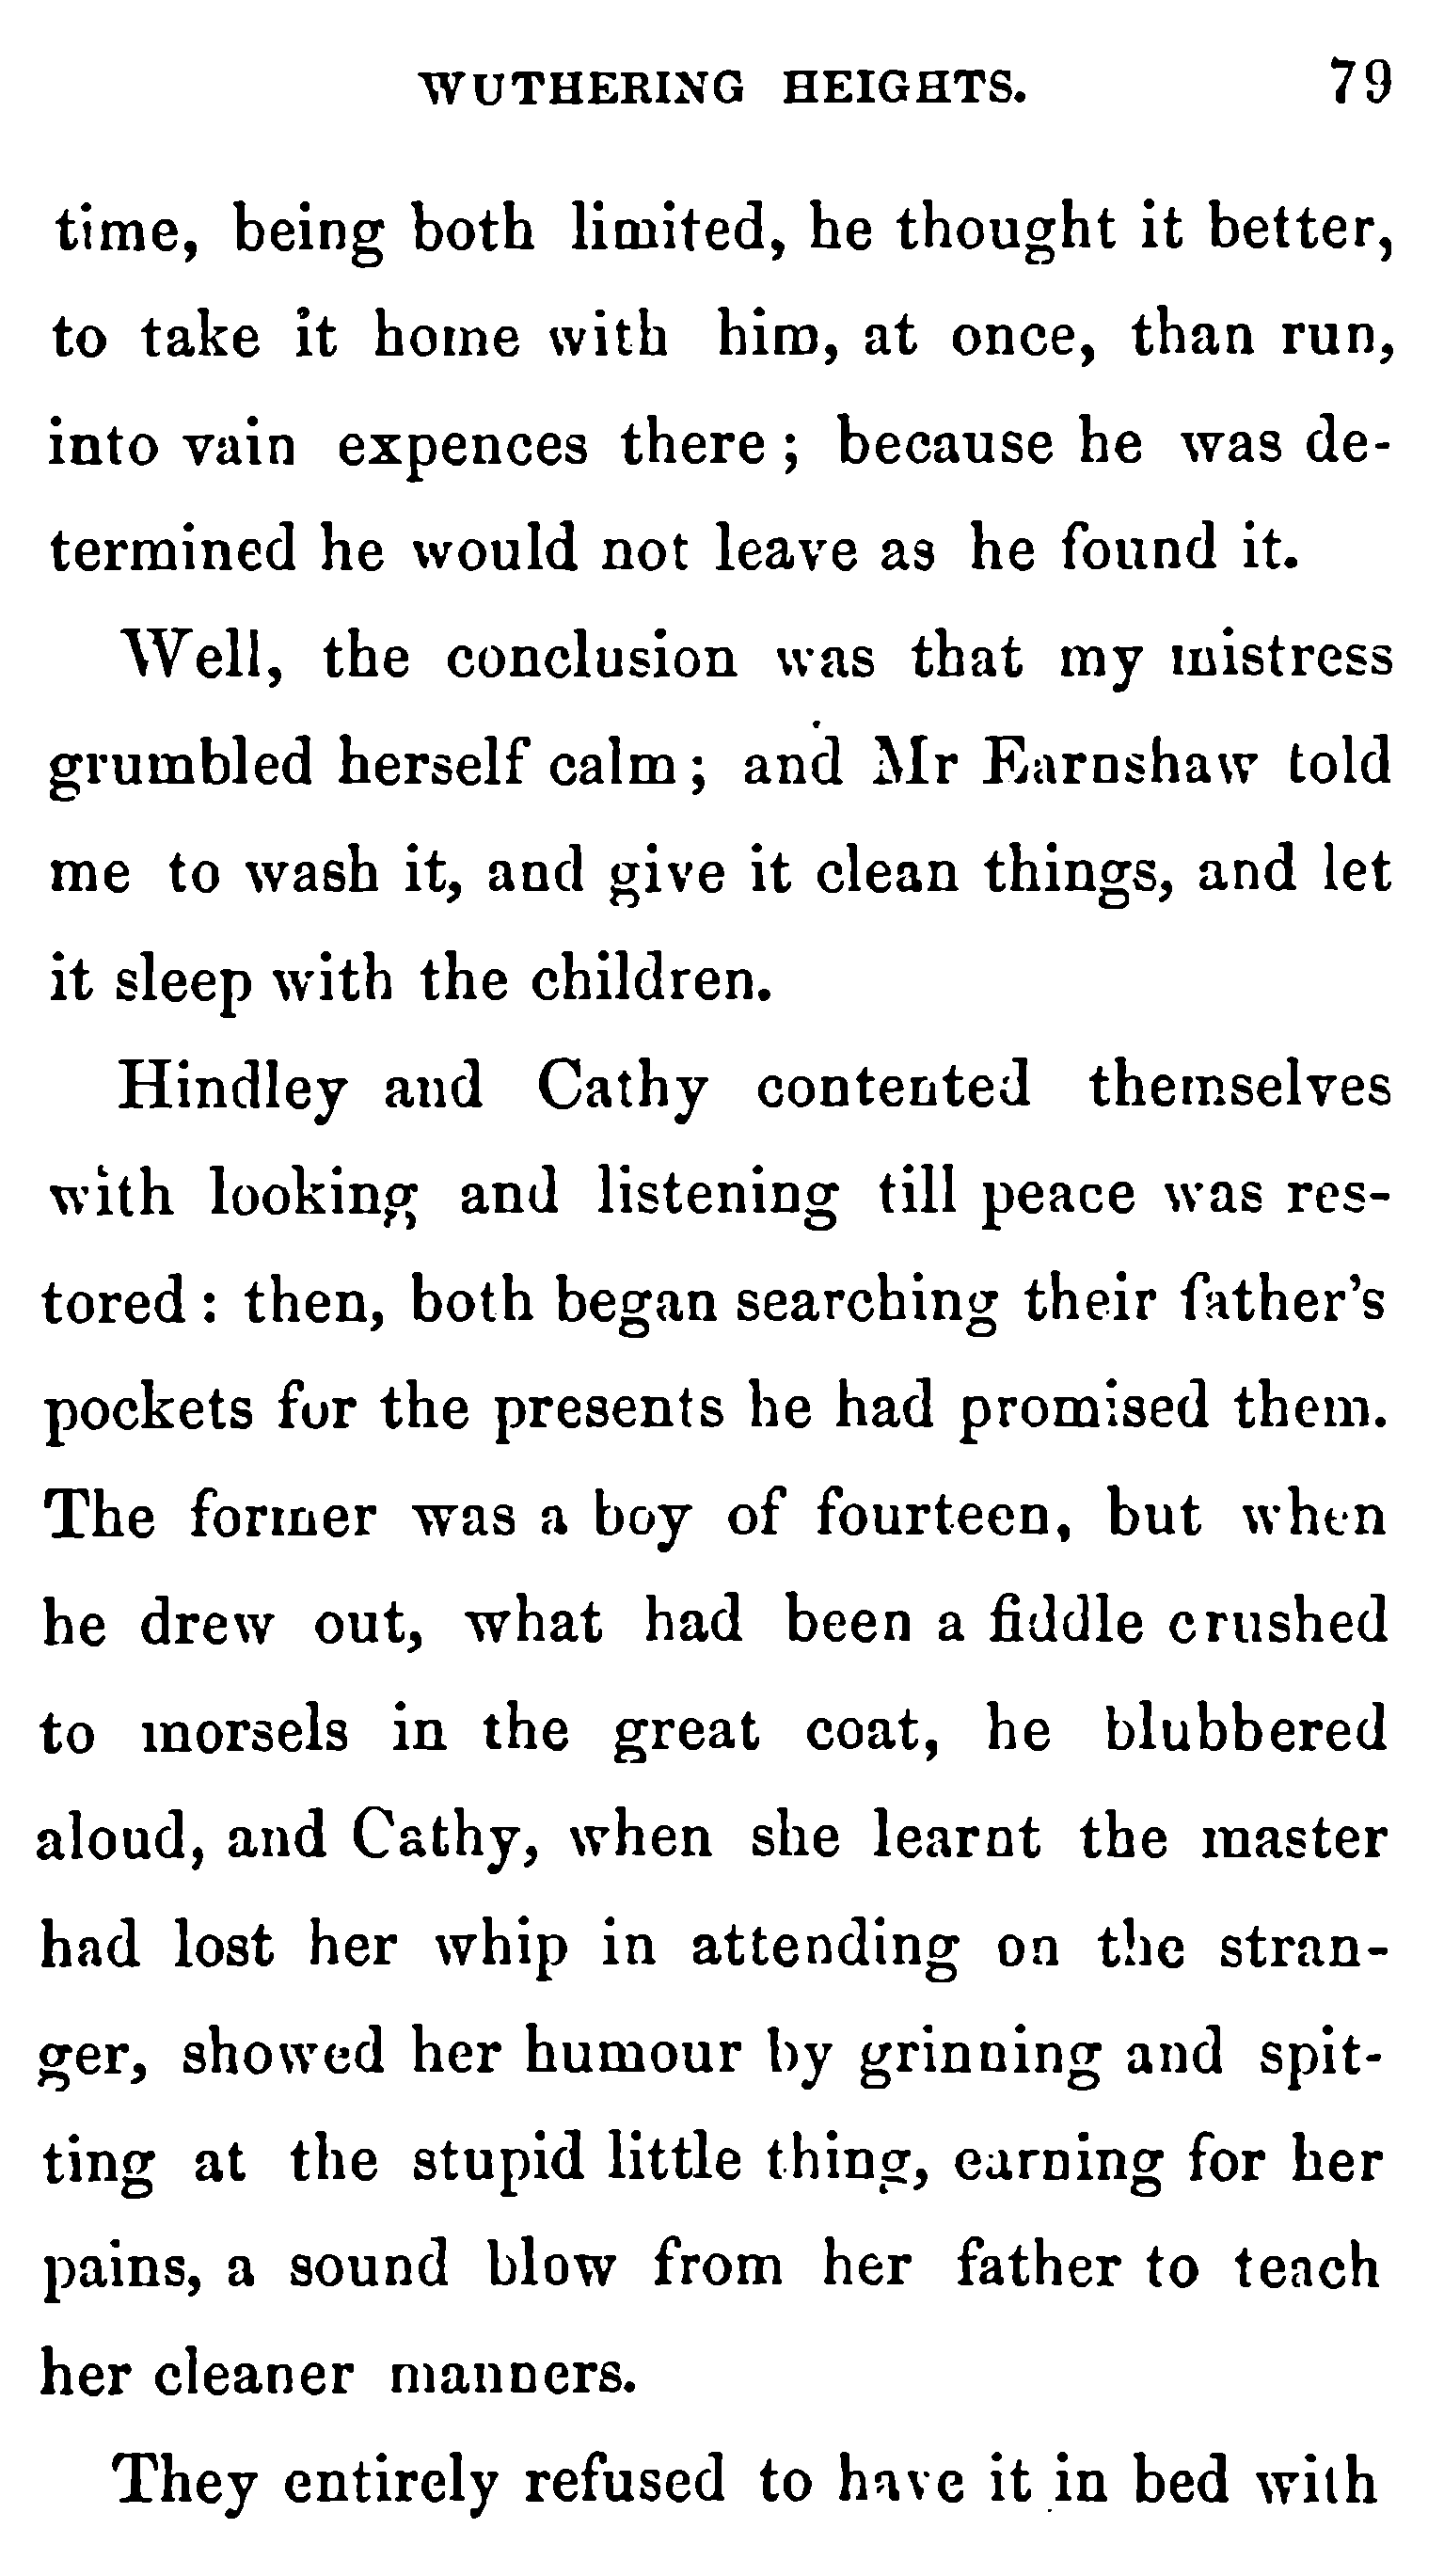 WUTHERING HEIGHTS. 79
time, being both limited, he thought it better,
to take it home with him, at once, than run,
into vain expences there ; because he was de-
termined he would not leave as he found it.
Well, the conclusion was that my mistress
grumbled herself calm ; and Mr Earnshaw told
me to wash it, and give it clean things, and let
it sleep with the children.
Hindley and Cathy contented themselves
with looking and listening till peace was res-
tored : then, both began searching their father's
pockets for the presents he had promised them.
The former was a boy of fourteen, but when
he drew out, what had been a fiddle crushed
to morsels in the great coat, he blubbered
aloud, and Cathy, when she learnt the master
had lost her whip in attending on the stran-
ger, showed her humour by grinning and spit-
ting at the stupid little thing, earning for her
pains, a sound blow from her father to teach
her cleaner manners.
They entirely refused to have it in bed with